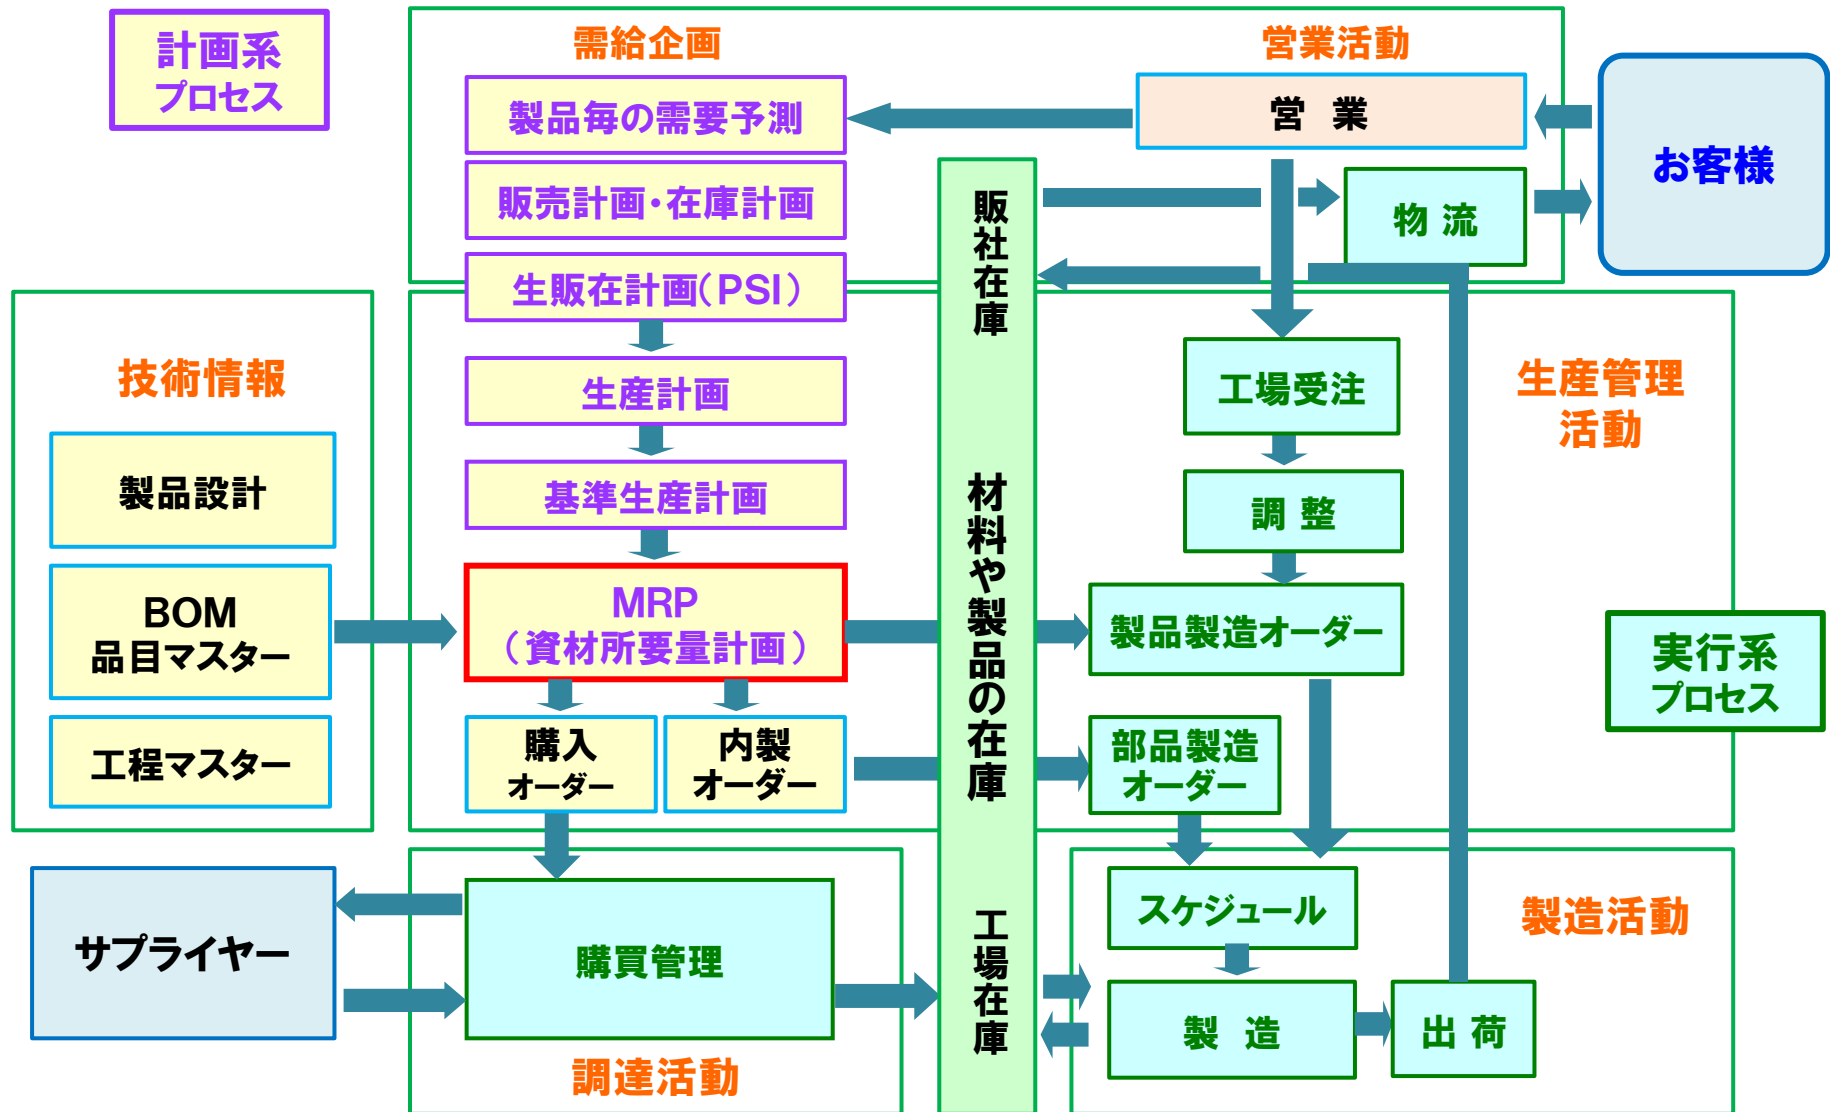 計画系
プロセス
需給企画
営業活動
製品毎の需要予測
営 業
お客様
販売計画・在庫計画
物 流
生販在計画（PSI）
販社在庫
技術情報
生産計画
工場受注
生産管理
活動
製品設計
基準生産計画
調 整
材料や製品の在庫
BOM
品目マスター
MRP
（資材所要量計画）
製品製造オーダー
実行系
プロセス
工程マスター
購入
オーダー
内製
オーダー
部品製造
オーダー
サプライヤー
購買管理
工場在庫
スケジュール
製造活動
製 造
出 荷
調達活動